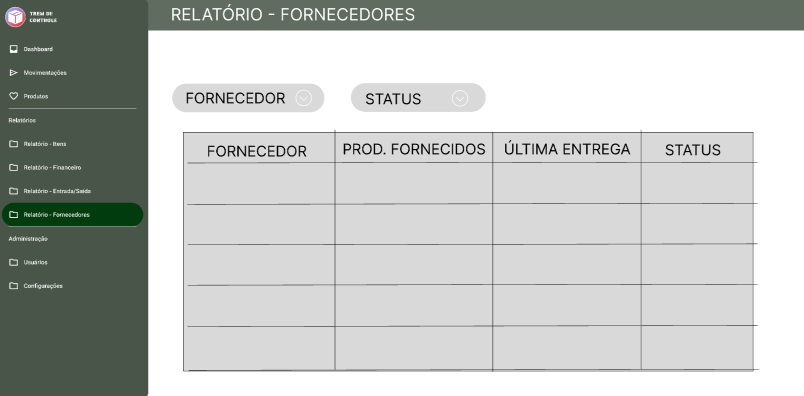 TREM DE
CONTROLE
RELATÓRIO - FORNECEDORES
Dashboard
Movimentações
Produtos
Relatórios
Relatório - Itens
Relatório - Financeiro
Relatório - Entrada/Saída
Relatório - Fornecedores
Administração
Usuários
Configurações
FORNECEDOR
STATUS
FORNECEDOR PROD. FORNECIDOS ÚLTIMA ENTREGA STATUS